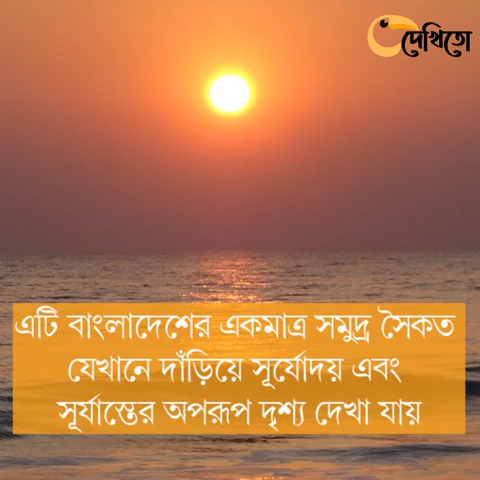 দেখিতো
এটি বাংলাদেশের একমাত্র সমুদ্র সৈকত
যেখানে দাঁড়িয়ে সূর্যোদয় এবং
সূর্যাস্তের অপরূপ দৃশ্য দেখা যায়